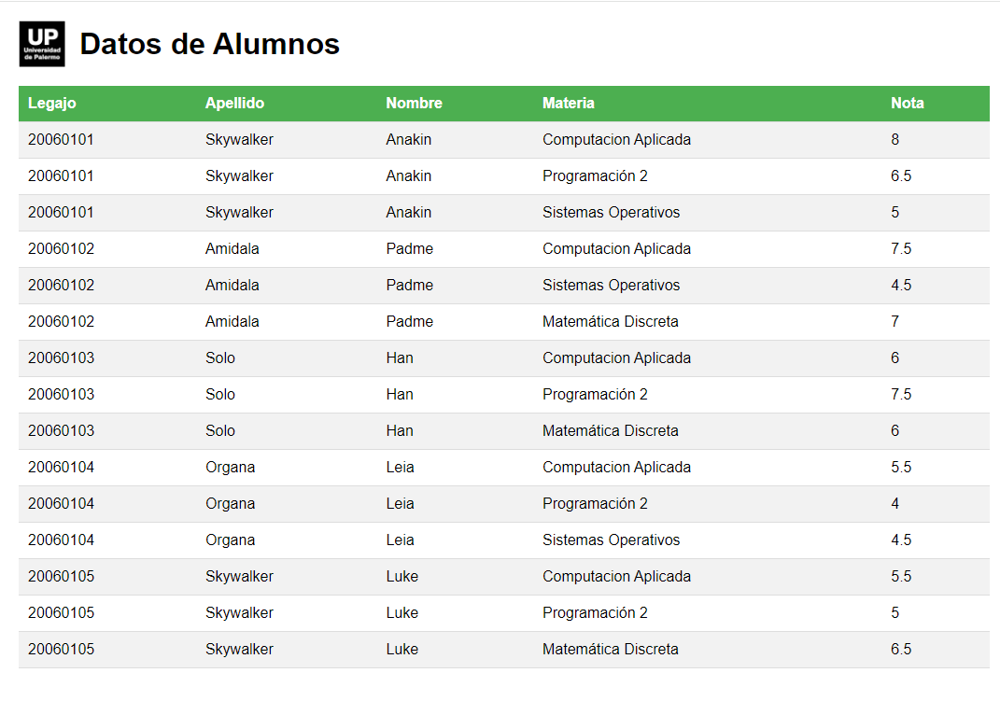 UP
Universidad
de Palermo
Datos de Alumnos
Legajo Apellido Nombre Materia Nota
20060101 Skywalker Anakin Computacion Aplicada 8
20060101 Skywalker Anakin Programación 2 6.5
20060101 Skywalker Anakin Sistemas Operativos 5
20060102 Amidala Padme Computacion Aplicada 7.5
20060102 Amidala Padme Sistemas Operativos 4.5
20060102 Amidala Padme Matemática Discreta 7
20060103 Solo Han Computacion Aplicada 6
20060103 Solo Han Programación 2 7.5
20060103 Solo Han Matemática Discreta 6
20060104 Organa Leia Computacion Aplicada 5.5
20060104 Organa Leia Programación 2 4
20060104 Organa Leia Sistemas Operativos 4.5
20060105 Skywalker Luke Computacion Aplicada 5.5
20060105 Skywalker Luke Programación 2 5
20060105 Skywalker Luke Matemática Discreta 6.5